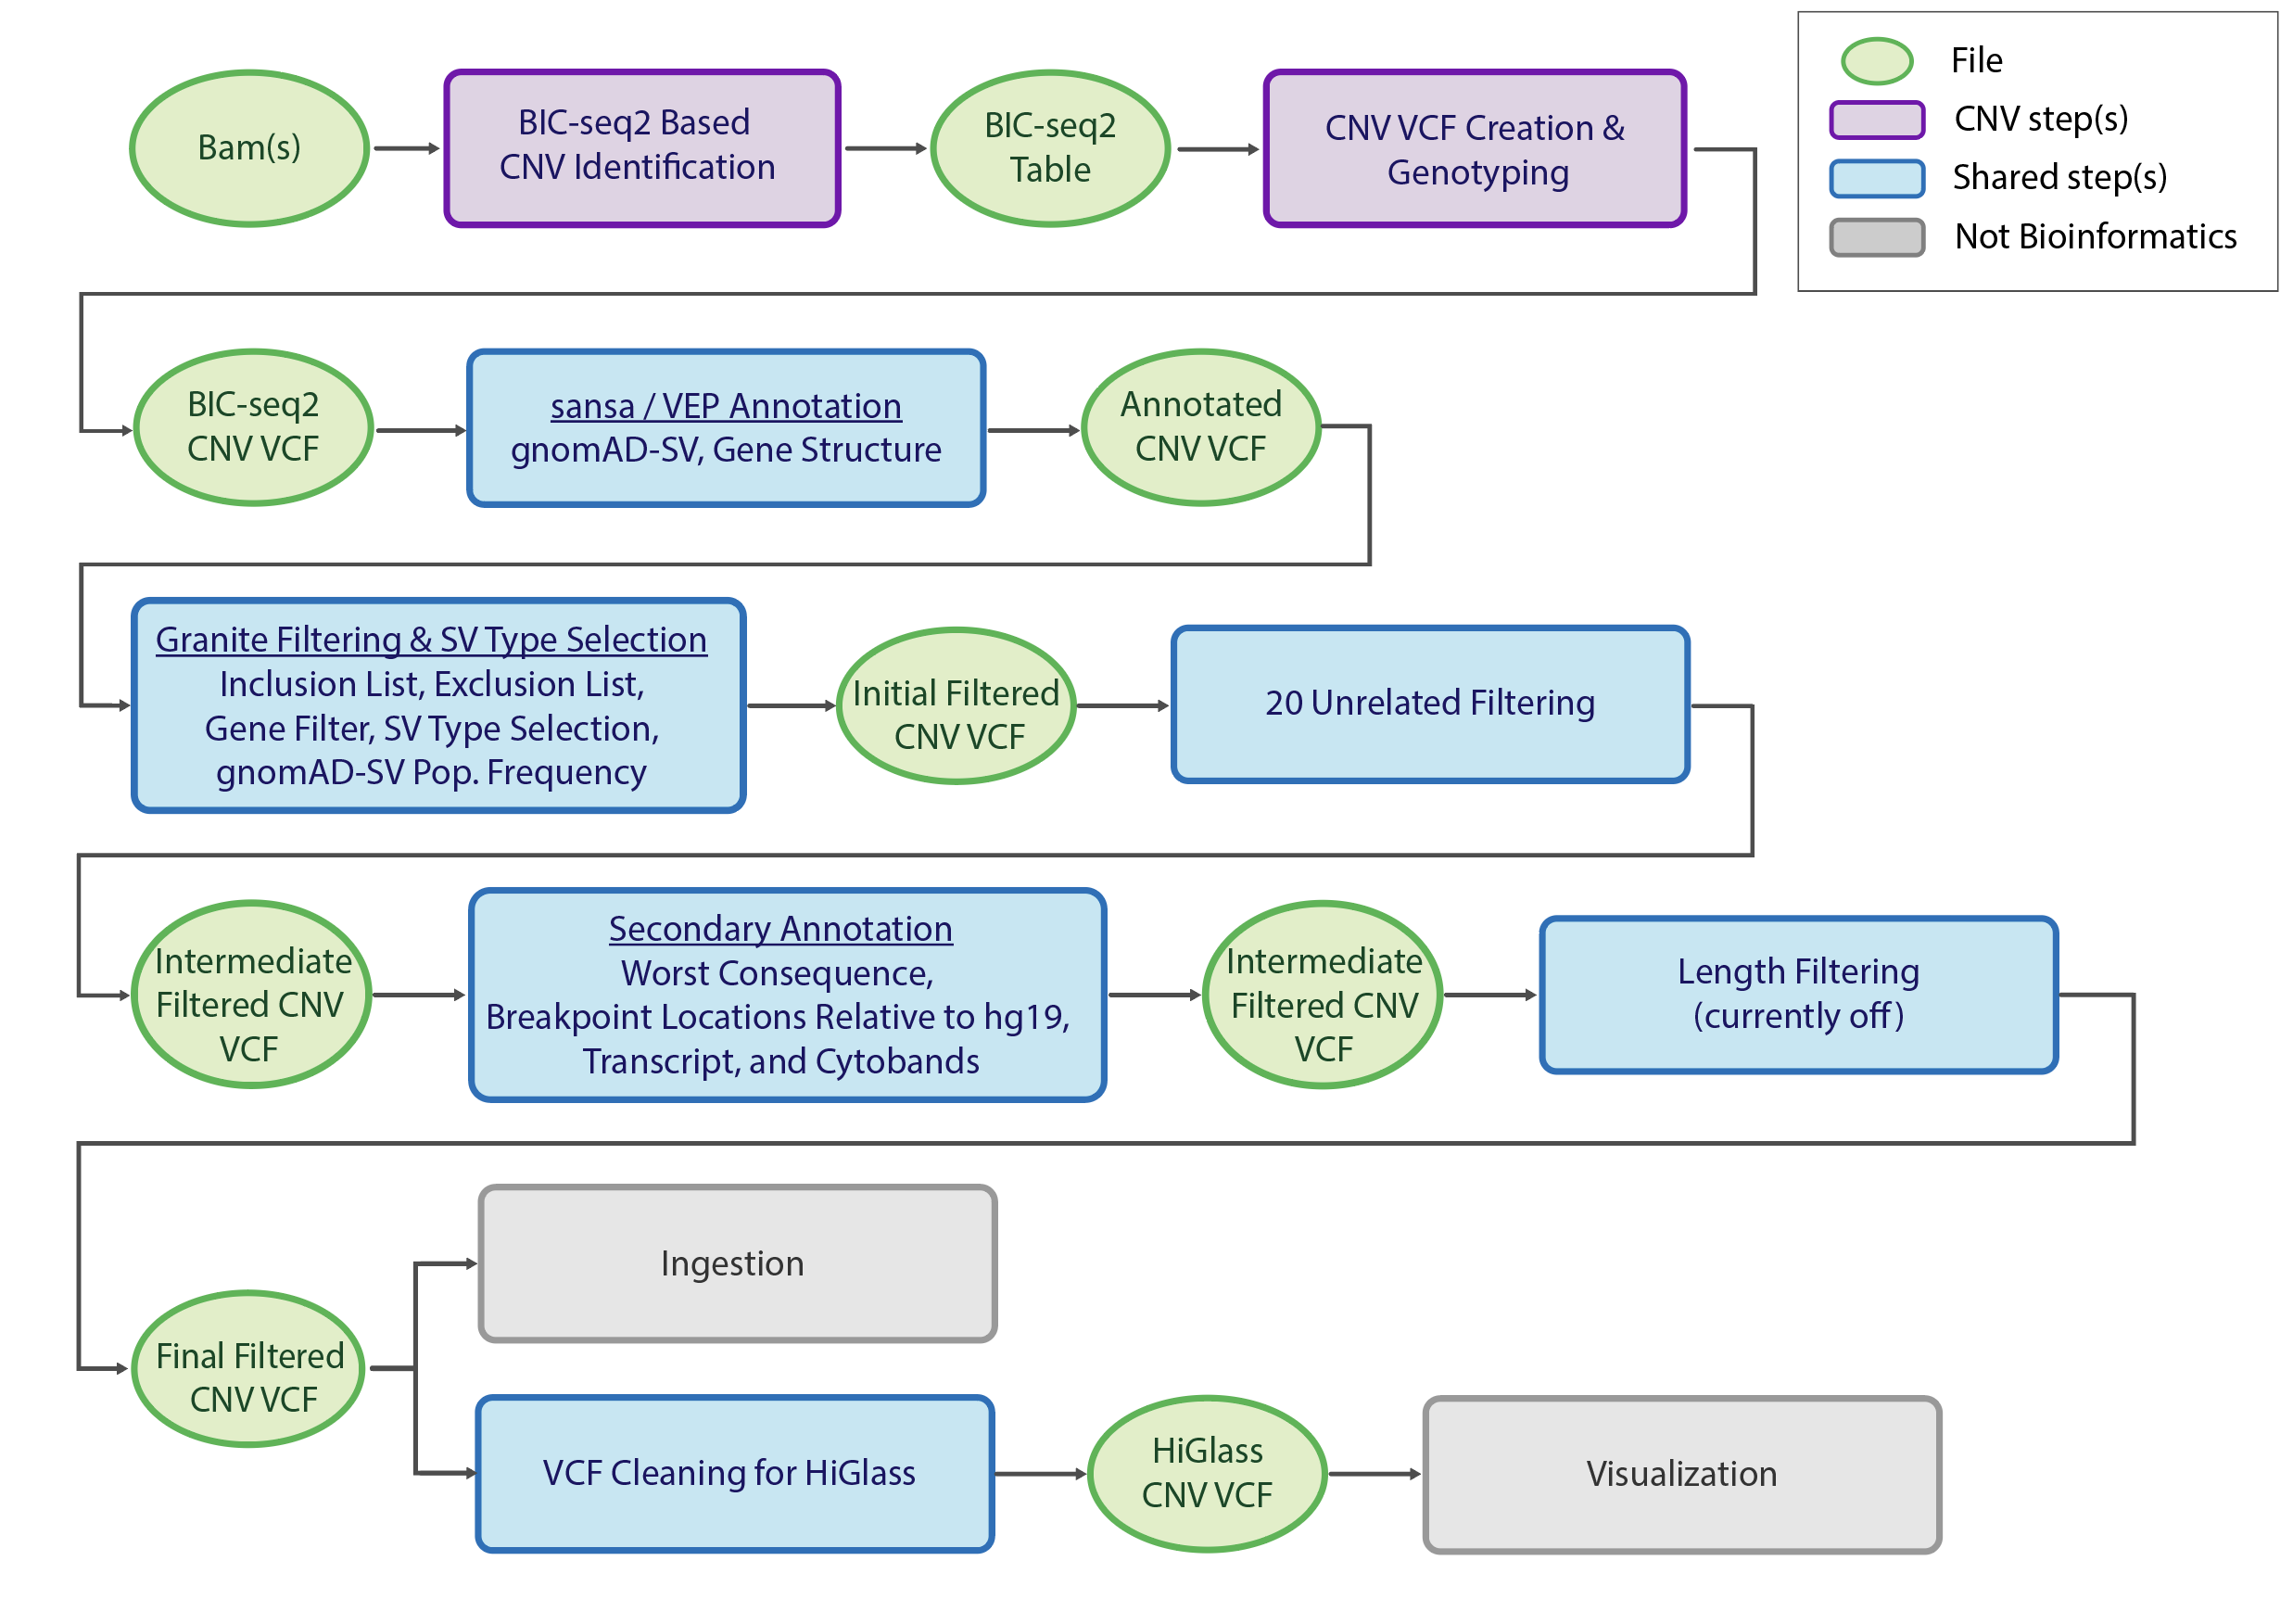 Bam(s)
BIC-seq2 Based
CNV Identification
BIC-seq2
Table
CNV VCF Creation &
Genotyping
File
CNV step(s)
Shared step(s)
Not Bioinformatics
BIC-seq2
CNV VCF
sansa / VEP Annotation
gnomAD-SV, Gene Structure
Annotated
CNV VCF
Granite Filtering & SV Type Selection
Inclusion List, Exclusion List,
Gene Filter, SV Type Selection,
gnomAD-SV Pop. Frequency
Initial Filtered
CNV VCF
20 Unrelated Filtering
Intermediate
Filtered CNV
VCF
Secondary Annotation
Worst Consequence,
Breakpoint Locations Relative to hg19,
Transcript, and Cytobands
Intermediate
Filtered CNV
VCF
Length Filtering
(currently off)
Final Filtered
CNV VCF
Ingestion
VCF Cleaning for HiGlass
HiGlass
CNV VCF
Visualization